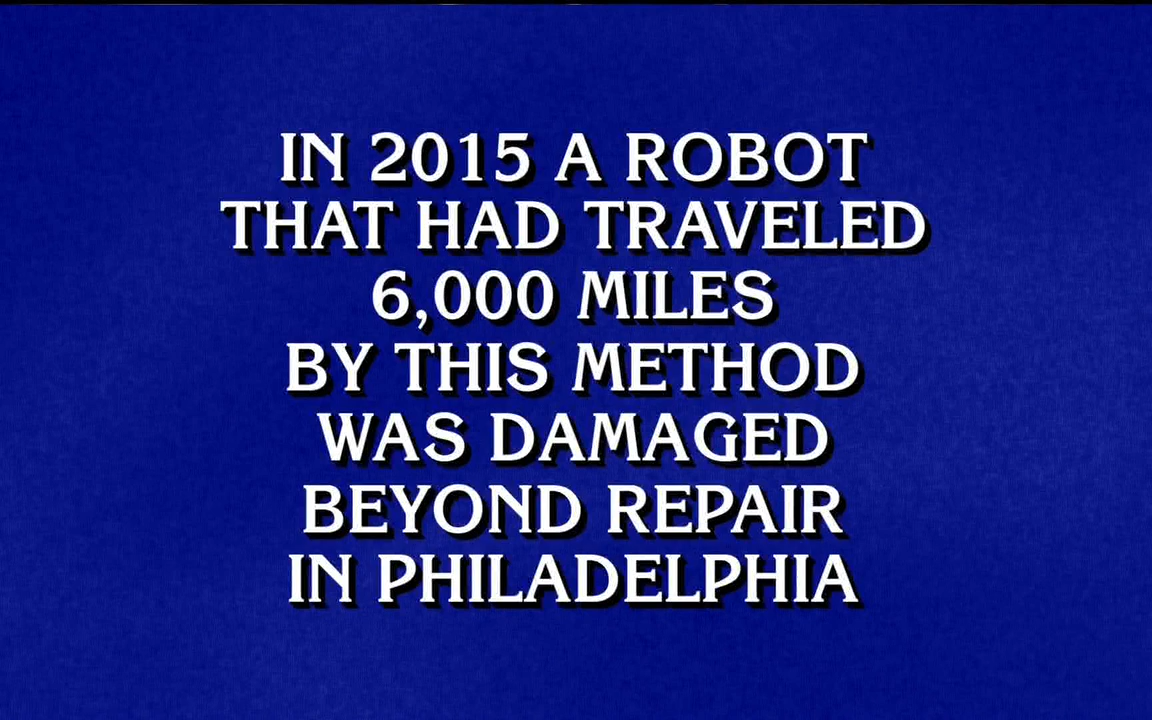 IN 2015 A ROBOT
THAT HAD TRAVELED
6,000 MILES
BY THIS METHOD
WAS DAMAGED
BEYOND REPAIR
IN PHILADELPHIA